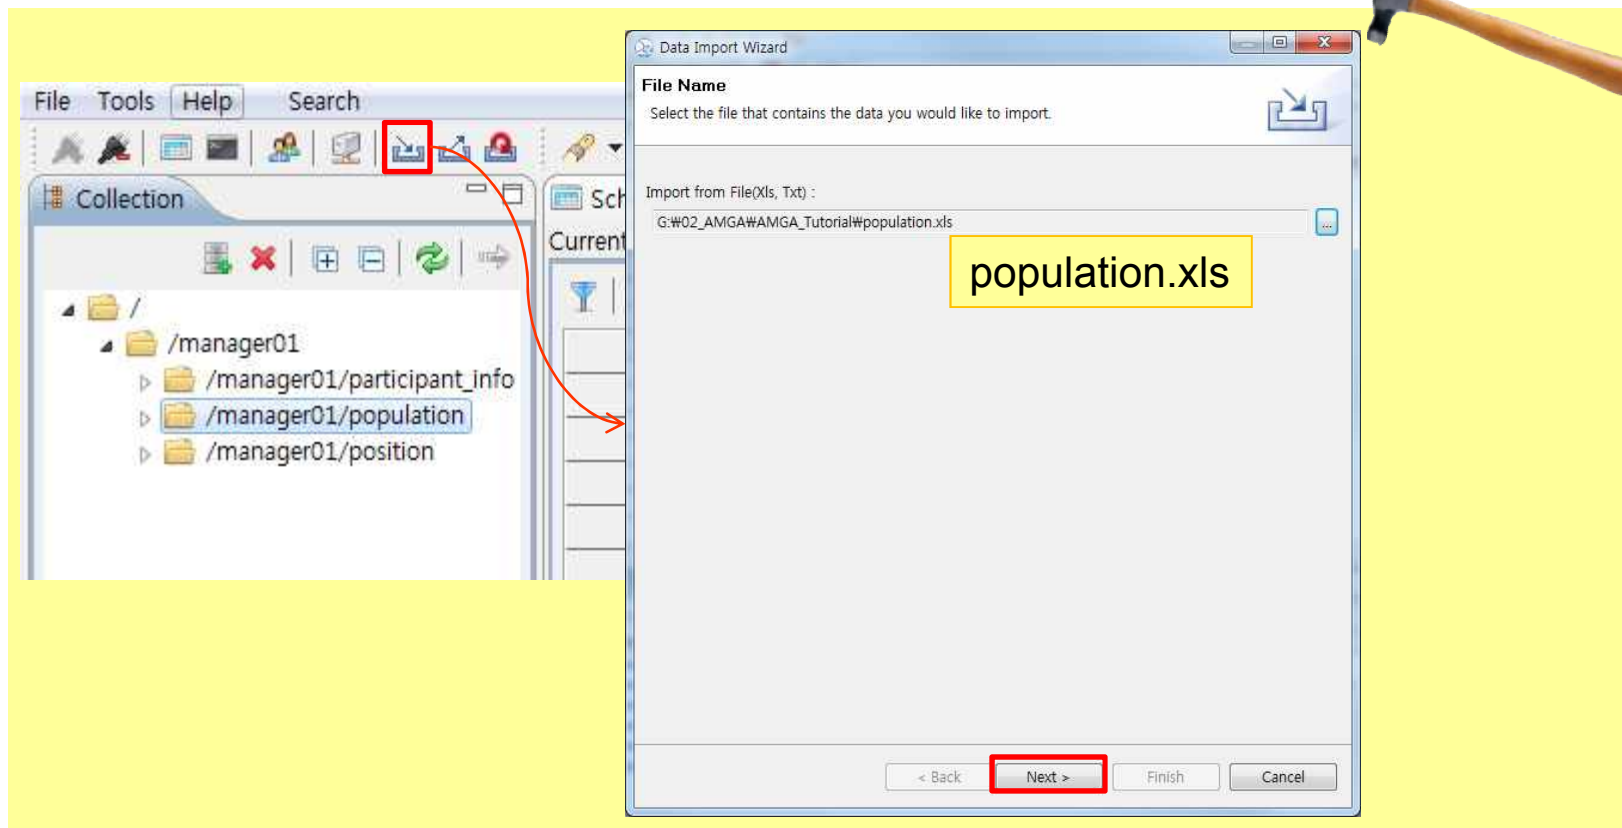 File Tools Help Search
Collection
/
/manager01
/manager01/participant_info
/manager01/population
/manager01/position
Sch
Current
Data Import Wizard
File Name
Select the file that contains the data you would like to import.
Import from File(Xls, Txt) :
G:₩02_AMGA₩AMGA_Tutorial₩population.xls
...
population.xls
< Back Next > Finish Cancel